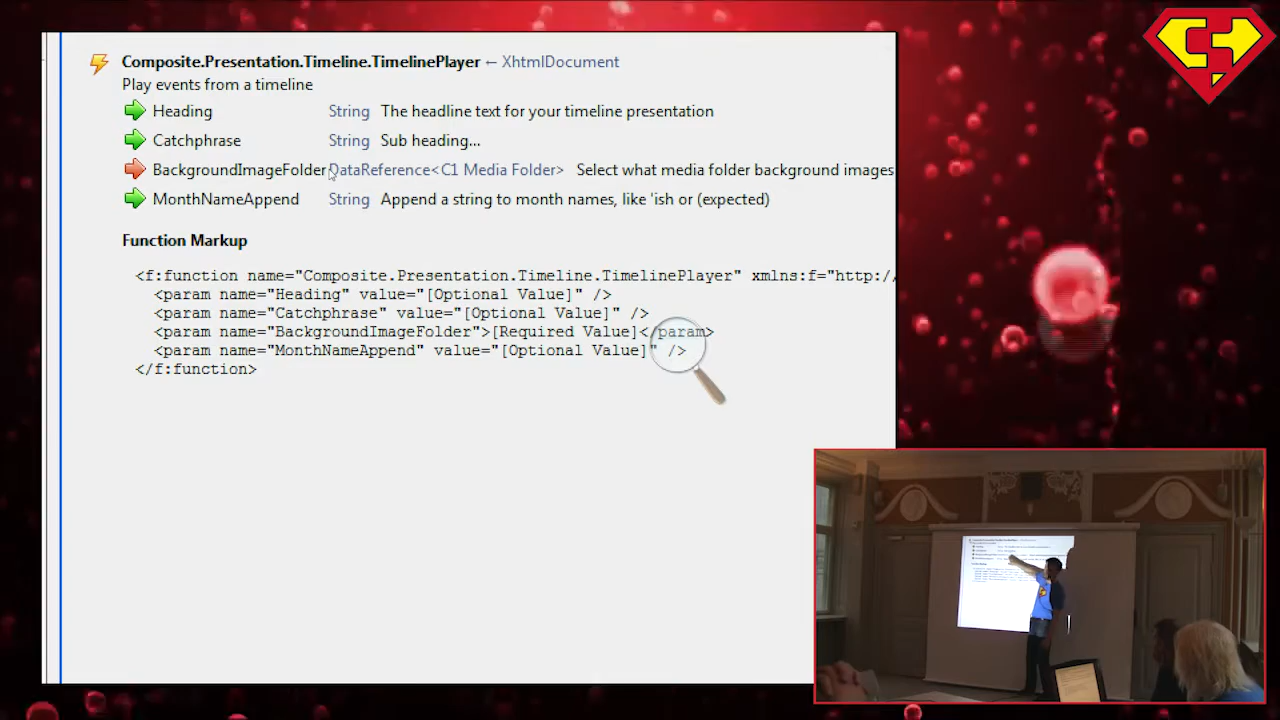 Composite.Presentation.Timeline.TimelinePlayer ← XhtmlDocument
Play events from a timeline
Heading String The headline text for your timeline presentation
Catchphrase String Sub heading...
BackgroundImageFolder DataReference<C1 Media Folder> Select what media folder background images
MonthNameAppend String Append a string to month names, like 'ish or (expected)
Function Markup
<f:function name="Composite.Presentation.Timeline.TimelinePlayer" xmlns:f="http:/
<param name="Heading" value="[Optional Value]" />
<param name="Catchphrase" value="[Optional Value]" />
<param name="BackgroundImageFolder">[Required Value]</param>
<param name="MonthNameAppend" value="[Optional Value]" />
</f:function>